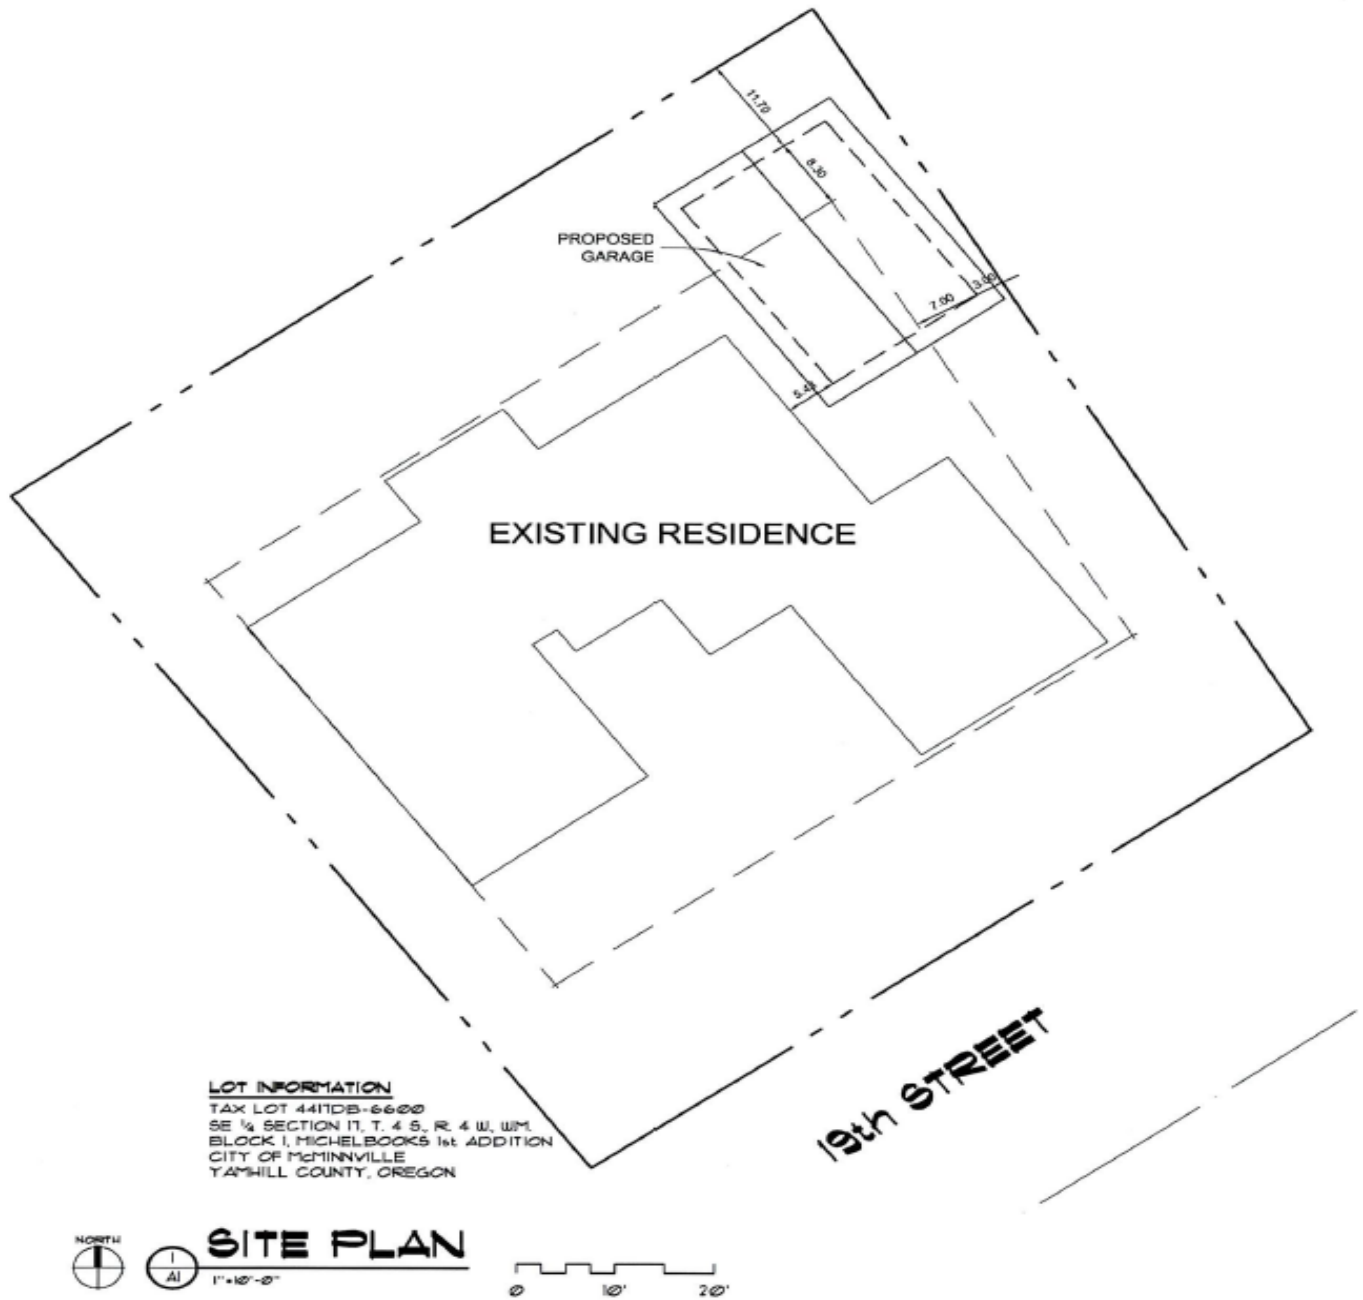 11.70
8.30
PROPOSED
GARAGE
3.00
7.00
5.43
EXISTING RESIDENCE
19th STREET
LOT INFORMATION
TAX LOT 4417DB-6600
SE ¼ SECTION 17, T. 4 S., R. 4 W., WM.
BLOCK 1, MICHELBOOKS 1st ADDITION
CITY OF McMINNVILLE
YAMHILL COUNTY, OREGON
NORTH
1
A1
SITE PLAN
1"=10'-0"
0 10' 20'